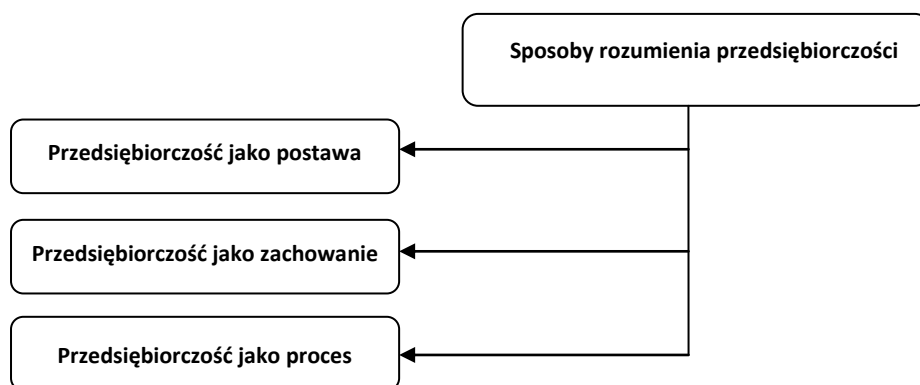 Sposoby rozumienia przedsiębiorczości
Przedsiębiorczość jako postawa
Przedsiębiorczość jako zachowanie
Przedsiębiorczość jako proces